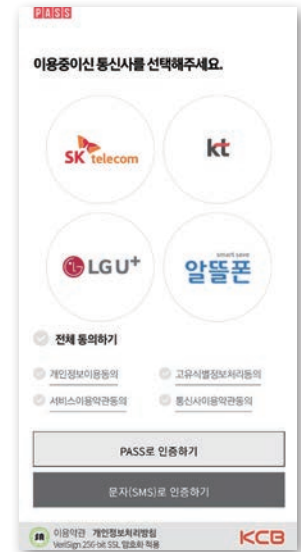 PASS
이용중이신 통신사를 선택해주세요.
SK telecom
kt
LG U+
smart save
알뜰폰
전체 동의하기
개인정보이용동의 고유식별정보처리동의
서비스이용약관동의 통신사이용약관동의
PASS로 인증하기
문자(SMS)로 인증하기
이용약관 개인정보처리방침
VeriSign 256-bit SSL 암호화 적용
KCB